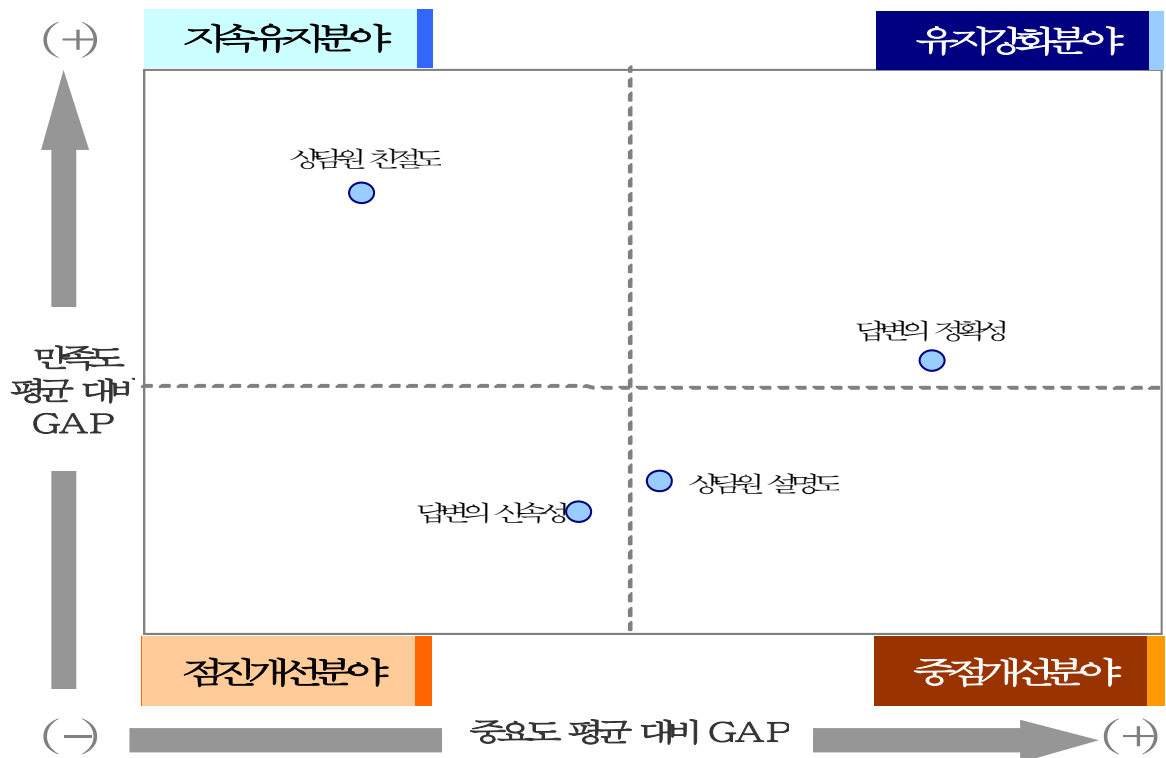 (+)
지속유지분야
유지강화분야
상담원 친절도
답변의 정확성
만족도
평균 대비
GAP
상담원 설명도
답변의 신속성
점진개선분야
중점개선분야
(-)
중요도 평균 대비 GAP
(+)